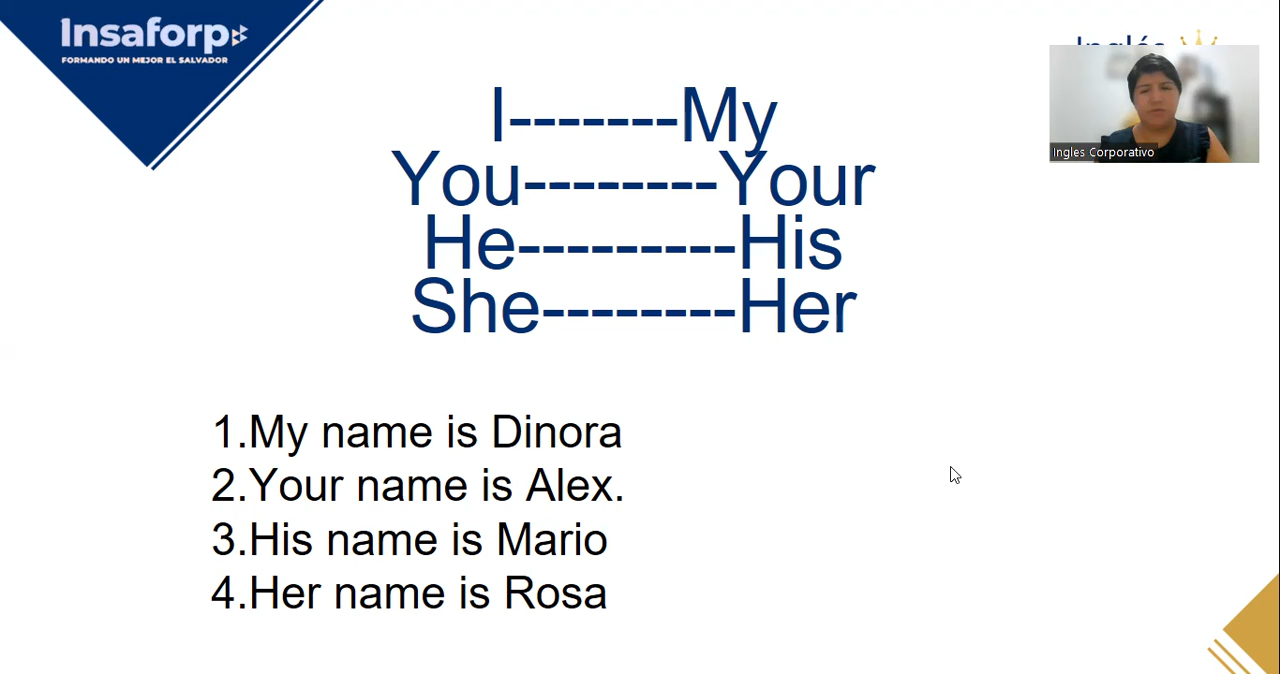 Insaforp
FORMANDO UN MEJOR EL SALVADOR
Inglés
Ingles Corporativo
I-------My
You--------Your
He---------His
She--------Her
1.My name is Dinora
2.Your name is Alex.
3.His name is Mario
4.Her name is Rosa